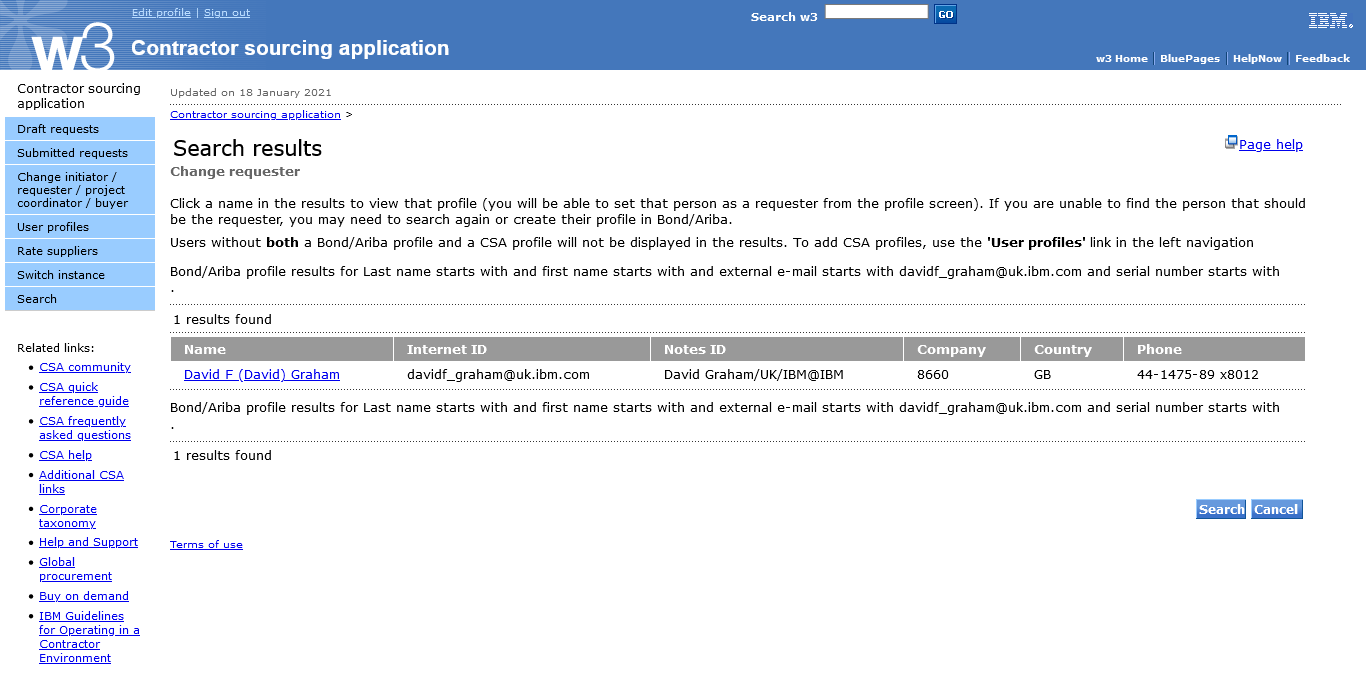 Edit profile | Sign out
Search w3
GO
IBM
w3
Contractor sourcing application
w3 Home
BluePages
HelpNow
Feedback
Contractor sourcing
application
Draft requests
Submitted requests
Change initiator /
requester / project
coordinator / buyer
User profiles
Rate suppliers
Switch instance
Search
Related links:
• CSA community
• CSA quick
reference guide
• CSA frequently
asked questions
• CSA help
• Additional CSA
links
• Corporate
taxonomy
• Help and Support
• Global
procurement
• Buy on demand
• IBM Guidelines
for Operating in a
Contractor
Environment
Updated on 18 January 2021
Contractor sourcing application >
Search results
Page help
Change requester
Click a name in the results to view that profile (you will be able to set that person as a requester from the profile screen). If you are unable to find the person that should
be the requester, you may need to search again or create their profile in Bond/Ariba.
Users without both a Bond/Ariba profile and a CSA profile will not be displayed in the results. To add CSA profiles, use the 'User profiles' link in the left navigation
Bond/Ariba profile results for Last name starts with and first name starts with and external e-mail starts with davidf_graham@uk.ibm.com and serial number starts with
.
1 results found
Name Internet ID Notes ID Company Country Phone
David F (David) Graham davidf_graham@uk.ibm.com David Graham/UK/IBM@IBM 8660 GB 44-1475-89 x8012
Bond/Ariba profile results for Last name starts with and first name starts with and external e-mail starts with davidf_graham@uk.ibm.com and serial number starts with
.
1 results found
Search Cancel
Terms of use